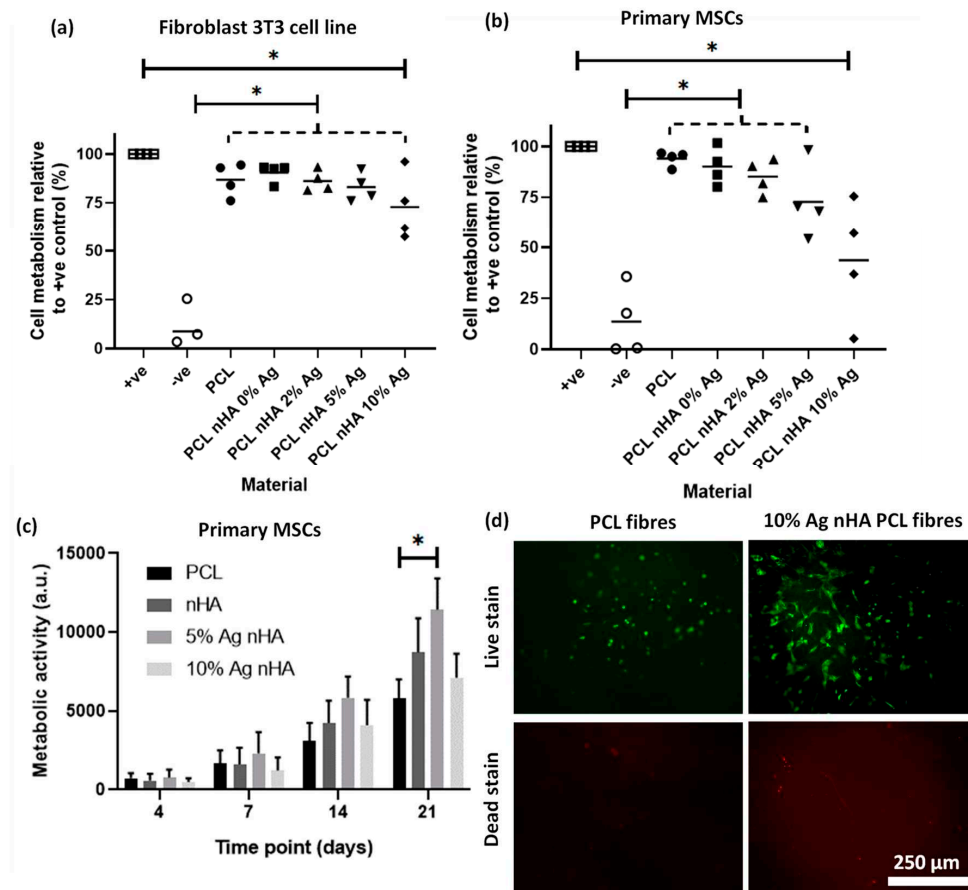 (a)
Fibroblast 3T3 cell line
*
*
Cell metabolism relative
to +ve control (%)
100
75
50
25
0
+ve
-ve
PCL
PCL nHA 0% Ag
PCL nHA 2% Ag
PCL nHA 5% Ag
PCL nHA 10% Ag
Material
(b)
Primary MSCs
*
*
Cell metabolism relative
to +ve control (%)
100
75
50
25
0
+ve
-ve
PCL
PCL nHA 0% Ag
PCL nHA 2% Ag
PCL nHA 5% Ag
PCL nHA 10% Ag
Material
(c)
Primary MSCs
*
Metabolic activity (a.u.)
15000
10000
5000
0
PCL
nHA
5% Ag nHA
10% Ag nHA
4
7
14
21
Time point (days)
(d)
PCL fibres
10% Ag nHA PCL fibres
Live stain
Dead stain
250 μm